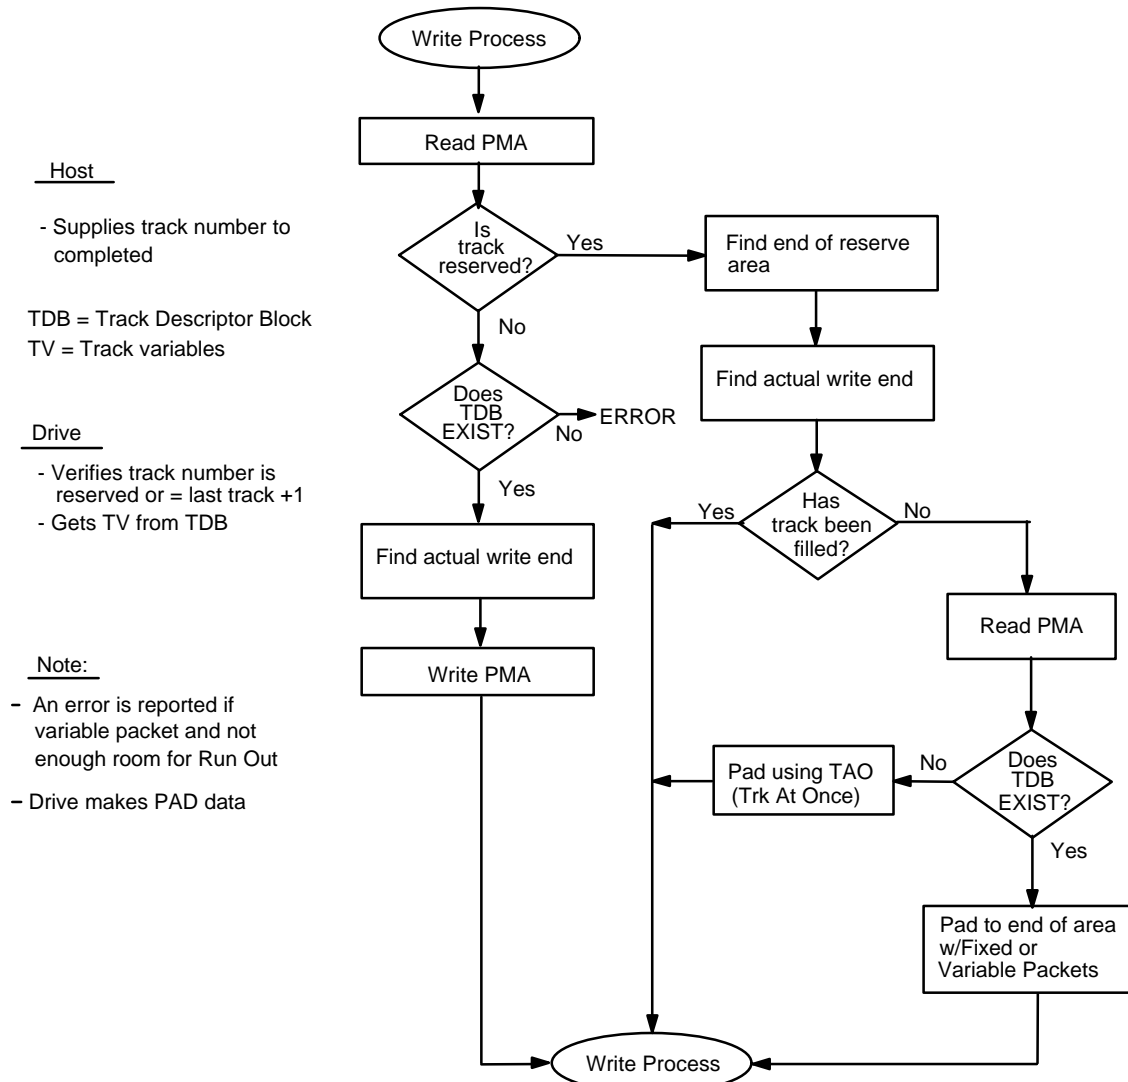 Write Process
Read PMA
Host
- Supplies track number to
completed
TDB = Track Descriptor Block
TV = Track variables
Drive
- Verifies track number is
reserved or = last track +1
- Gets TV from TDB
Note:
- An error is reported if
variable packet and not
enough room for Run Out
- Drive makes PAD data
Is
track
reserved?
Yes
No
Does
TDB
EXIST?
No
ERROR
Yes
Find actual write end
Write PMA
Find end of reserve
area
Find actual write end
Has
track been
filled?
Yes
No
Read PMA
Does
TDB
EXIST?
No
Pad using TAO
(Trk At Once)
Yes
Pad to end of area
w/Fixed or
Variable Packets
Write Process